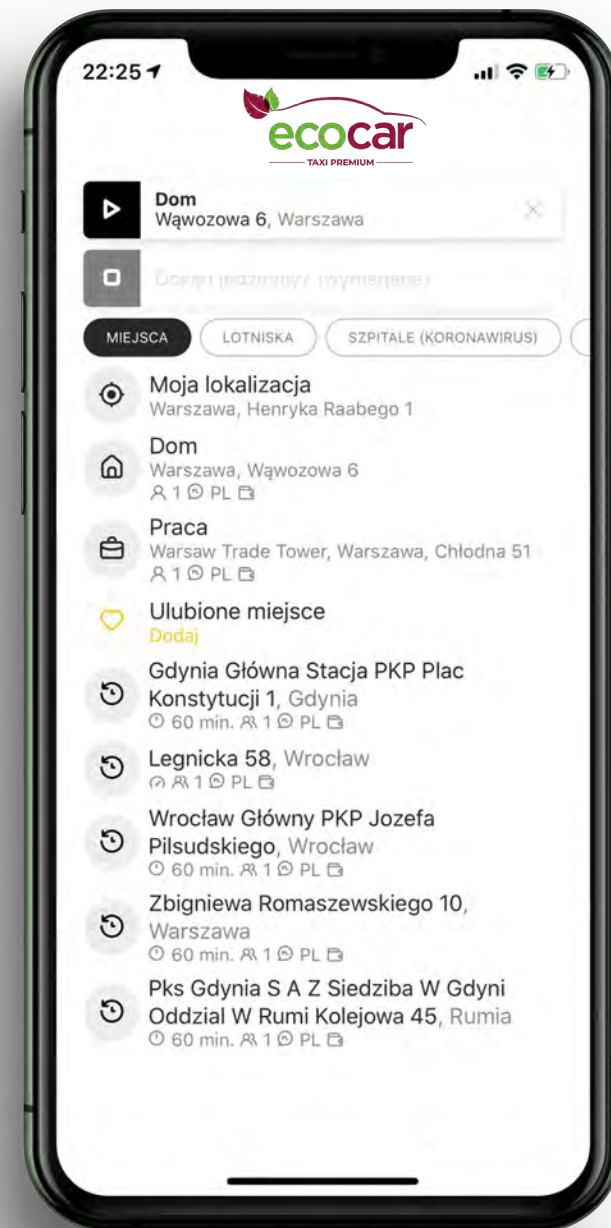 22:25
ecocar
TAXI PREMIUM
Dom
Wąwozowa 6, Warszawa
MIEJSCA
LOTNISKA
SZPITALE (KORONAWIRUS)
Moja lokalizacja
Warszawa, Henryka Raabego 1
Dom
Warszawa, Wąwozowa 6
1 PL
Praca
Warsaw Trade Tower, Warszawa, Chłodna 51
1 PL
Ulubione miejsce
Dodaj
Gdynia Główna Stacja PKP Plac
Konstytucji 1, Gdynia
60 min. 1 PL
Legnicka 58, Wrocław
1 PL
Wrocław Główny PKP Jozefa
Pilsudskiego, Wrocław
60 min. 1 PL
Zbigniewa Romaszewskiego 10,
Warszawa
60 min. 1 PL
Pks Gdynia S A Z Siedziba W Gdyni
Oddzial W Rumi Kolejowa 45, Rumia
60 min. 1 PL